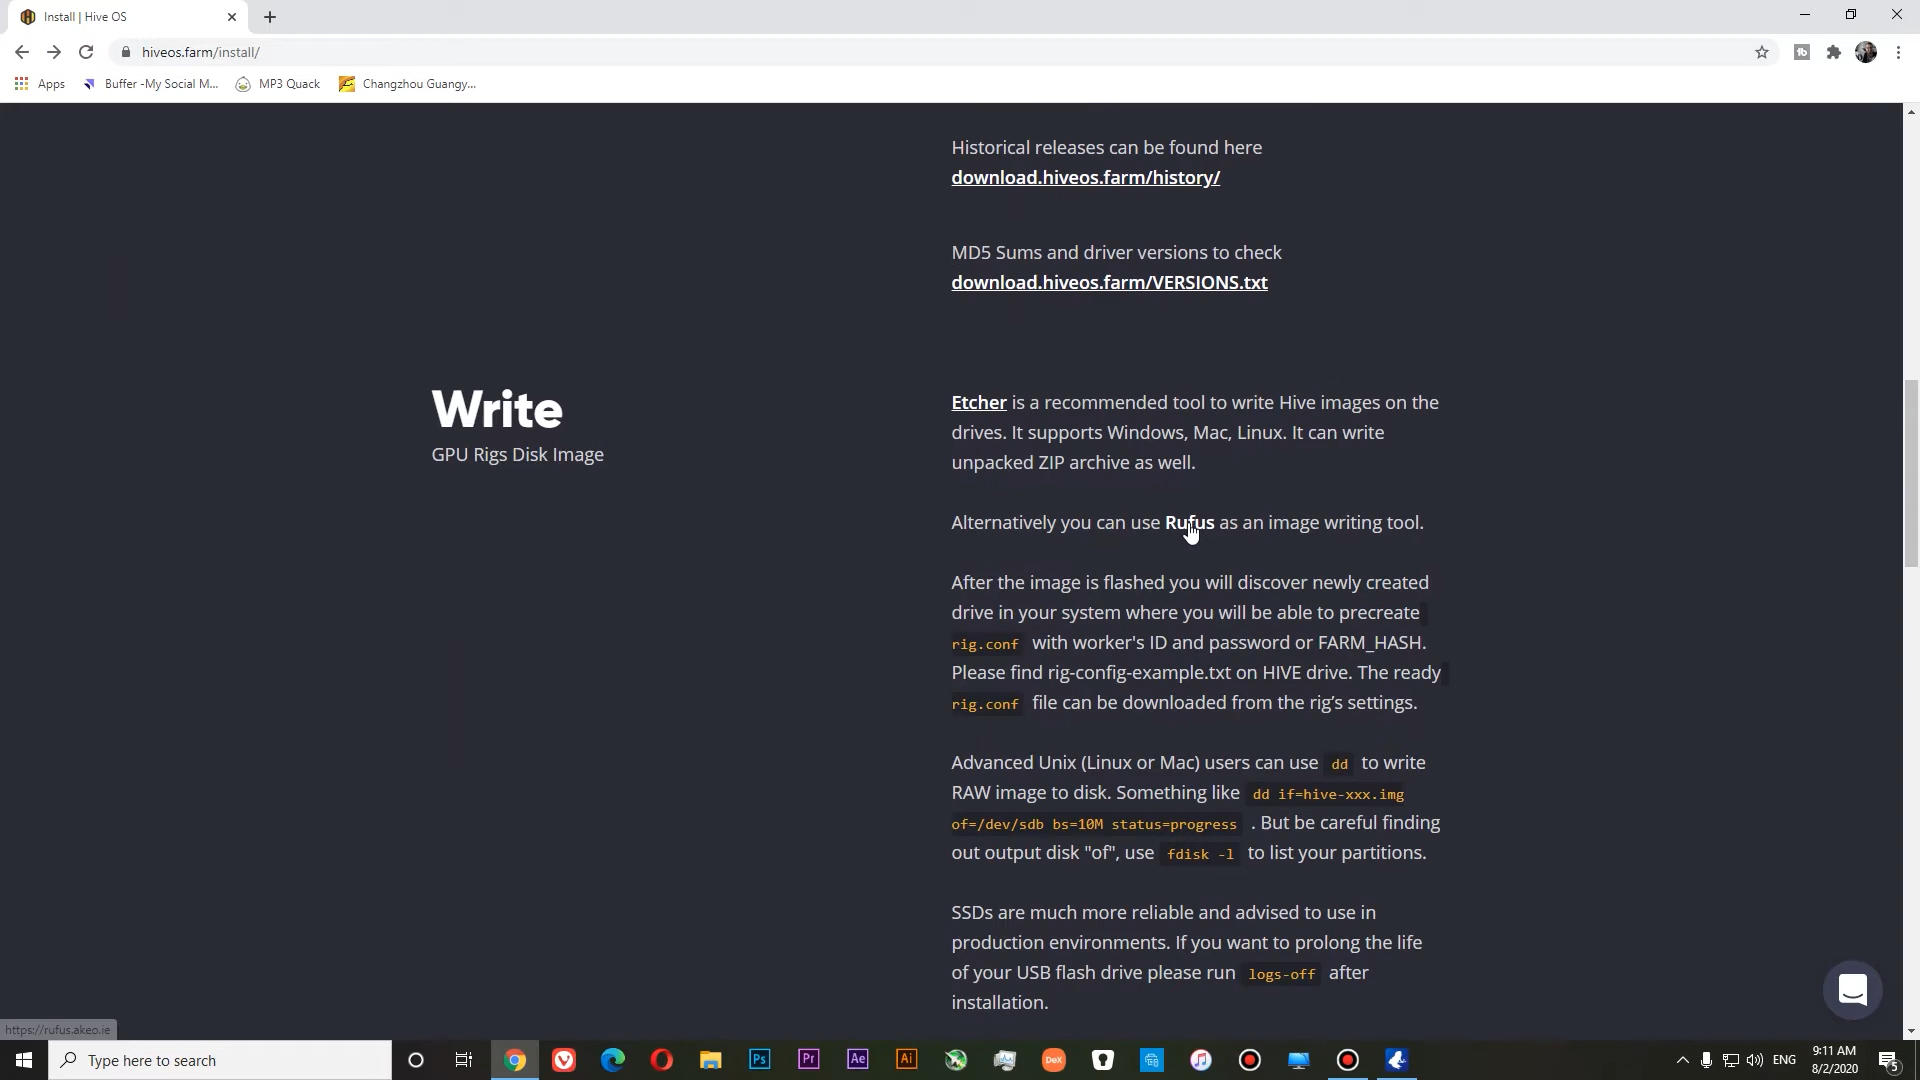 Install | Hive OS
hiveos.farm/install/
Apps
Buffer -My Social M...
MP3 Quack
Changzhou Guangy...
Historical releases can be found here
download.hiveos.farm/history/
MD5 Sums and driver versions to check
download.hiveos.farm/VERSIONS.txt
Write
GPU Rigs Disk Image
Etcher is a recommended tool to write Hive images on the
drives. It supports Windows, Mac, Linux. It can write
unpacked ZIP archive as well.
Alternatively you can use Rufus as an image writing tool.
After the image is flashed you will discover newly created
drive in your system where you will be able to precreate
rig.conf with worker's ID and password or FARM_HASH.
Please find rig-config-example.txt on HIVE drive. The ready
rig.conf file can be downloaded from the rig’s settings.
Advanced Unix (Linux or Mac) users can use dd to write
RAW image to disk. Something like dd if=hive-xxx.img
of=/dev/sdb bs=10M status=progress . But be careful finding
out output disk "of", use fdisk -l to list your partitions.
SSDs are much more reliable and advised to use in
production environments. If you want to prolong the life
of your USB flash drive please run logs-off after
installation.
https://rufus.akeo.ie
Type here to search
Ps
Pr
Ae
Ai
DeX
ENG
9:11 AM
8/2/2020
5